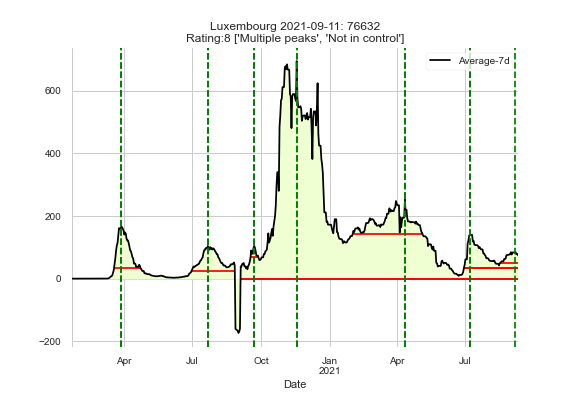 Luxembourg 2021-09-11: 76632
Rating:8 ['Multiple peaks', 'Not in control']
Average-7d
600
400
200
0
−200
Apr
Jul
Oct
Jan
2021
Apr
Jul
Date